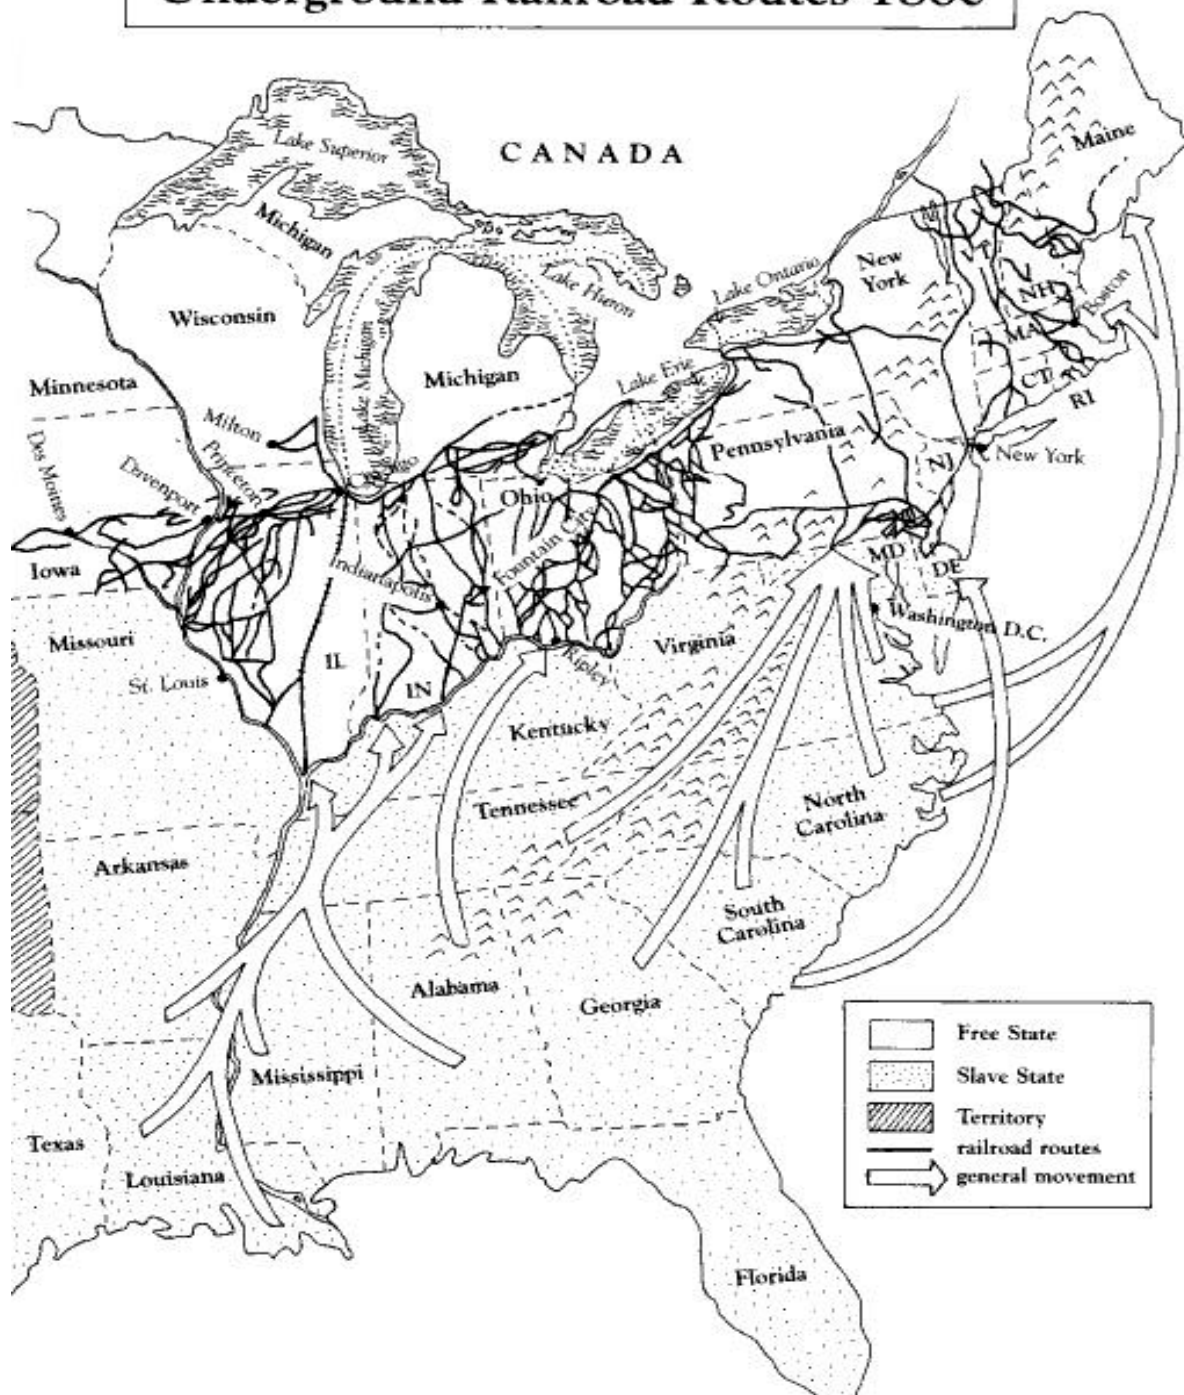 Underground Railroad Routes 1860
CANADA
Lake Superior
Maine
Michigan
Lake Huron
Lake Ontario
New
York
Wisconsin
Lake Michigan
NH
Boston
MA
Minnesota
Michigan
Lake Erie
CT
RI
Milton
Des Moines
Davenport
Princeton
Chicago
Pennsylvania
NJ
New York
Ohio
Fountain City
Iowa
Indianapolis
MD
DE
Missouri
Washington D.C.
Virginia
IL
St. Louis
IN
Ripley
Kentucky
Tennessee
North
Carolina
Arkansas
South
Carolina
Alabama
Georgia
Mississippi
Texas
Louisiana
Florida
Free State
Slave State
Territory
railroad routes
general movement